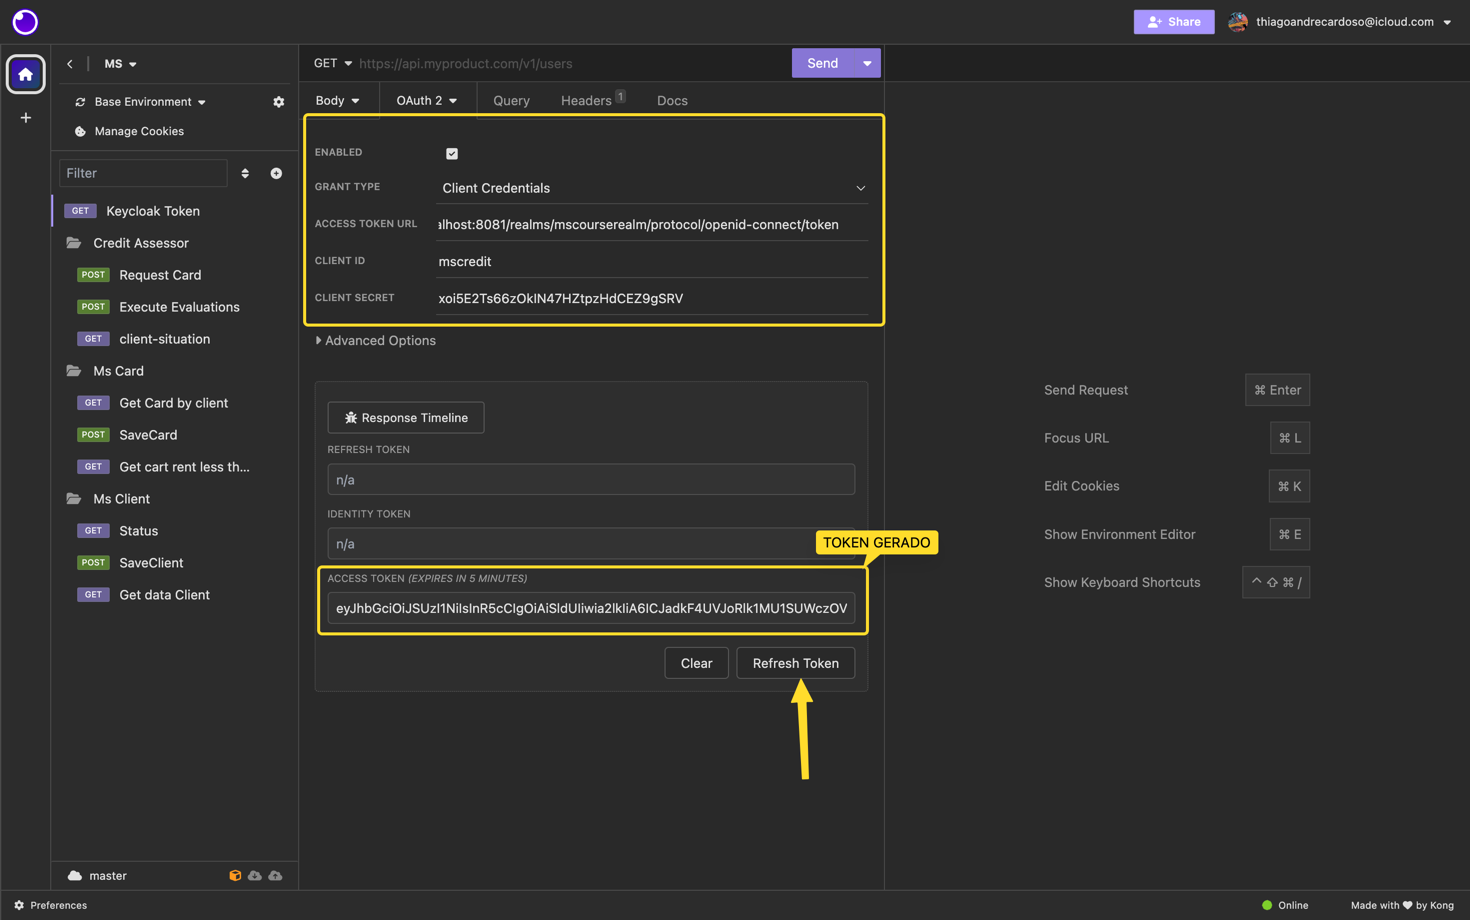 Share
thiagoandrecardoso@icloud.com
MS
GET https://api.myproduct.com/v1/users
Send
Base Environment
Manage Cookies
Body
OAuth 2
Query
Headers 1
Docs
Filter
GET Keycloak Token
Credit Assessor
POST Request Card
POST Execute Evaluations
GET client-situation
Ms Card
GET Get Card by client
POST SaveCard
GET Get cart rent less th...
Ms Client
GET Status
POST SaveClient
GET Get data Client
ENABLED
GRANT TYPE Client Credentials
ACCESS TOKEN URL alhost:8081/realms/mscourserealm/protocol/openid-connect/token
CLIENT ID mscredit
CLIENT SECRET xoi5E2Ts66zOkIN47HZtpzHdCEZ9gSRV
Advanced Options
Response Timeline
REFRESH TOKEN
n/a
IDENTITY TOKEN
n/a
TOKEN GERADO
ACCESS TOKEN (EXPIRES IN 5 MINUTES)
eyJhbGciOiJSUzI1NiIsInR5cCIgOiAiSldUIiwia2lkIiA6ICJadkF4UVJoRlk1MU1SUWczOV
Clear
Refresh Token
Send Request ⌘ Enter
Focus URL ⌘ L
Edit Cookies ⌘ K
Show Environment Editor ⌘ E
Show Keyboard Shortcuts ⌃ ⇧ ⌘ /
master
Preferences
Online
Made with ♥ by Kong